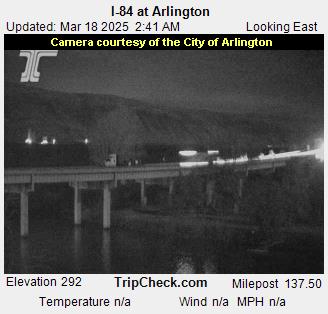 I-84 at Arlington
Updated: Mar 18 2025 2:41 AM Looking East
Camera courtesy of the City of Arlington
Elevation 292 TripCheck.com Milepost 137.50
Temperature n/a Wind n/a MPH n/a